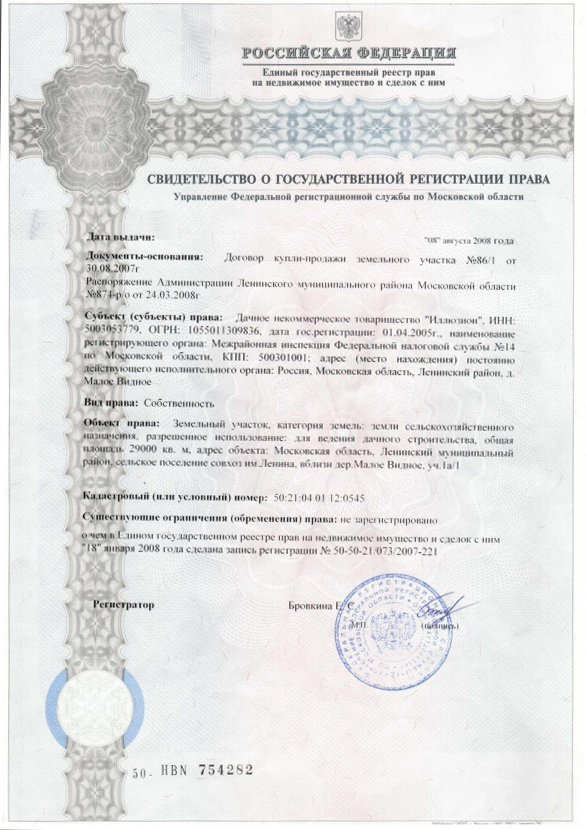 РОССИЙСКАЯ ФЕДЕРАЦИЯ
Единый государственный реестр прав
на недвижимое имущество и сделок с ним
СВИДЕТЕЛЬСТВО О ГОСУДАРСТВЕННОЙ РЕГИСТРАЦИИ ПРАВА
Управление Федеральной регистрационной службы по Московской области
Дата выдачи: "08" августа 2008 года
Документы-основания: Договор купли-продажи земельного участка №86/1 от
30.08.2007г
Распоряжение Администрации Ленинского муниципального района Московской области
№874-р/о от 24.03.2008г
Субъект (субъекты) права: Дачное некоммерческое товарищество "Иллюзион", ИНН:
5003053779, ОГРН: 1055011309836, дата гос.регистрации: 01.04.2005г., наименование
регистрирующего органа: Межрайонная инспекция Федеральной налоговой службы №14
по Московской области, КПП: 500301001; адрес (место нахождения) постоянно
действующего исполнительного органа: Россия, Московская область, Ленинский район, д.
Малое Видное
Вид права: Собственность
Объект права: Земельный участок, категория земель: земли сельскохозяйственного
назначения, разрешенное использование: для ведения дачного строительства, общая
площадь 29000 кв. м, адрес объекта: Московская область, Ленинский муниципальный
район, сельское поселение совхоз им.Ленина, вблизи дер.Малое Видное, уч.1а/1
Кадастровый (или условный) номер: 50:21:04 01 12:0545
Существующие ограничения (обременения) права: не зарегистрировано
о чем в Едином государственном реестре прав на недвижимое имущество и сделок с ним
"18" января 2008 года сделана запись регистрации № 50-50-21/073/2007-221
Регистратор Бровкина Е. С.
М.П. (подпись)
50- НВN 754282